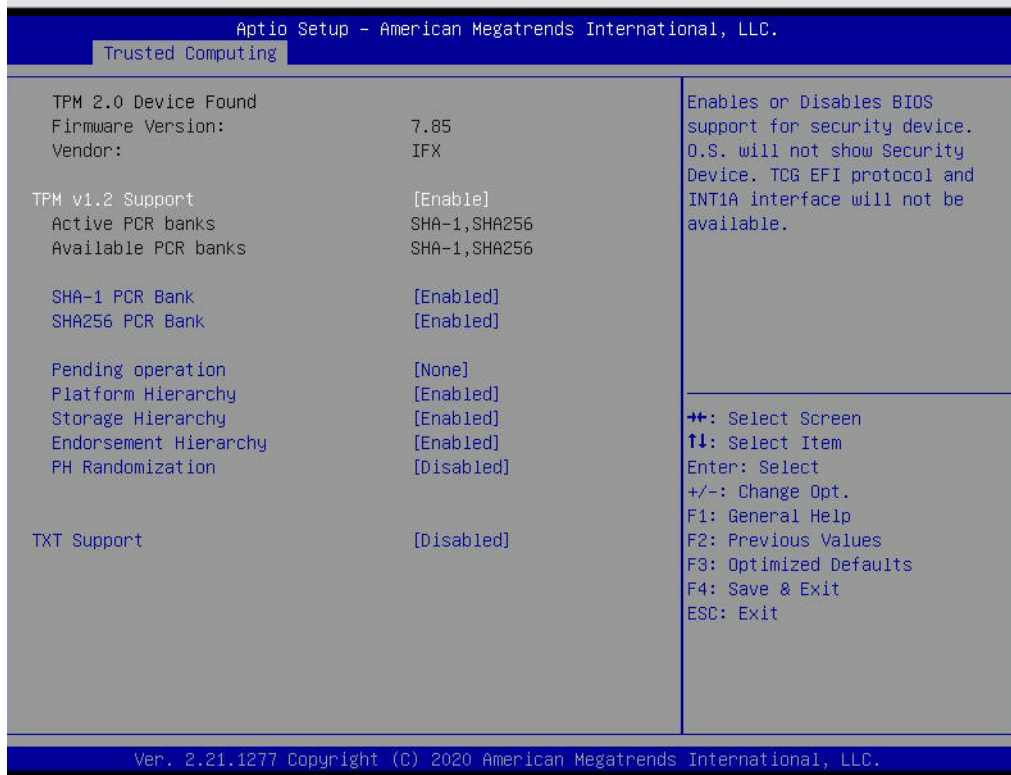 Aptio Setup – American Megatrends International, LLC.
Trusted Computing
TPM 2.0 Device Found
Firmware Version: 7.85
Vendor: IFX
TPM v1.2 Support [Enable]
Active PCR banks SHA-1,SHA256
Available PCR banks SHA-1,SHA256
SHA-1 PCR Bank [Enabled]
SHA256 PCR Bank [Enabled]
Pending operation [None]
Platform Hierarchy [Enabled]
Storage Hierarchy [Enabled]
Endorsement Hierarchy [Enabled]
PH Randomization [Disabled]
TXT Support [Disabled]
Enables or Disables BIOS
support for security device.
O.S. will not show Security
Device. TCG EFI protocol and
INT1A interface will not be
available.
→←: Select Screen
↑↓: Select Item
Enter: Select
+/-: Change Opt.
F1: General Help
F2: Previous Values
F3: Optimized Defaults
F4: Save & Exit
ESC: Exit
Ver. 2.21.1277 Copyright (C) 2020 American Megatrends International, LLC.